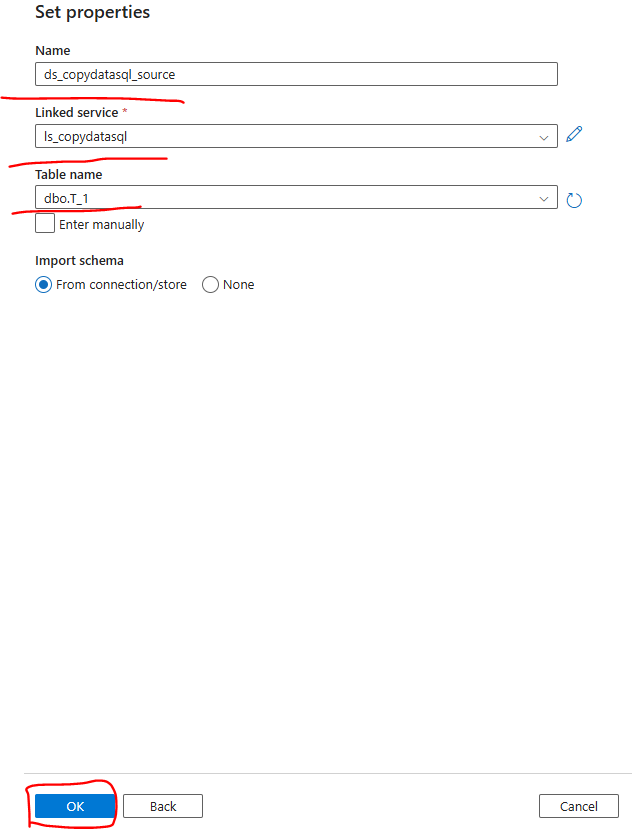 Set properties
Name
ds_copydatasql_source
Linked service *
ls_copydatasql
Table name
dbo.T_1
Enter manually
Import schema
From connection/store None
OK Back Cancel